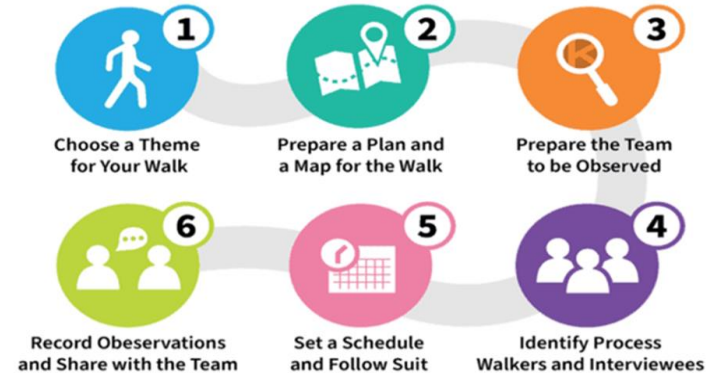 1
Choose a Theme
for Your Walk
2
Prepare a Plan and
a Map for the Walk
3
Prepare the Team
to be Observed
4
Identify Process
Walkers and Interviewees
5
Set a Schedule
and Follow Suit
6
Record Obeservations
and Share with the Team